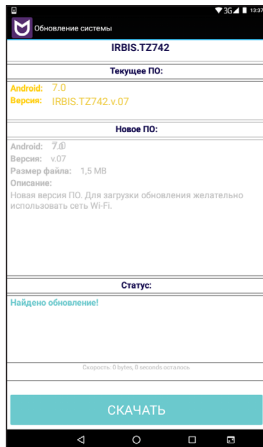 3G 13:37
Обновление системы
IRBIS.TZ742
Текущее ПО:
Android: 7.0
Версия: IRBIS.TZ742.v.07
Новое ПО:
Android: 7.0
Версия: v.07
Размер файла: 1,5 MB
Описание:
Новая версия ПО. Для загрузки обновления желательно
использовать сеть Wi-Fi.
Статус:
Найдено обновление!
Скорость: 0 bytes, 0 seconds осталось.
СКАЧАТЬ